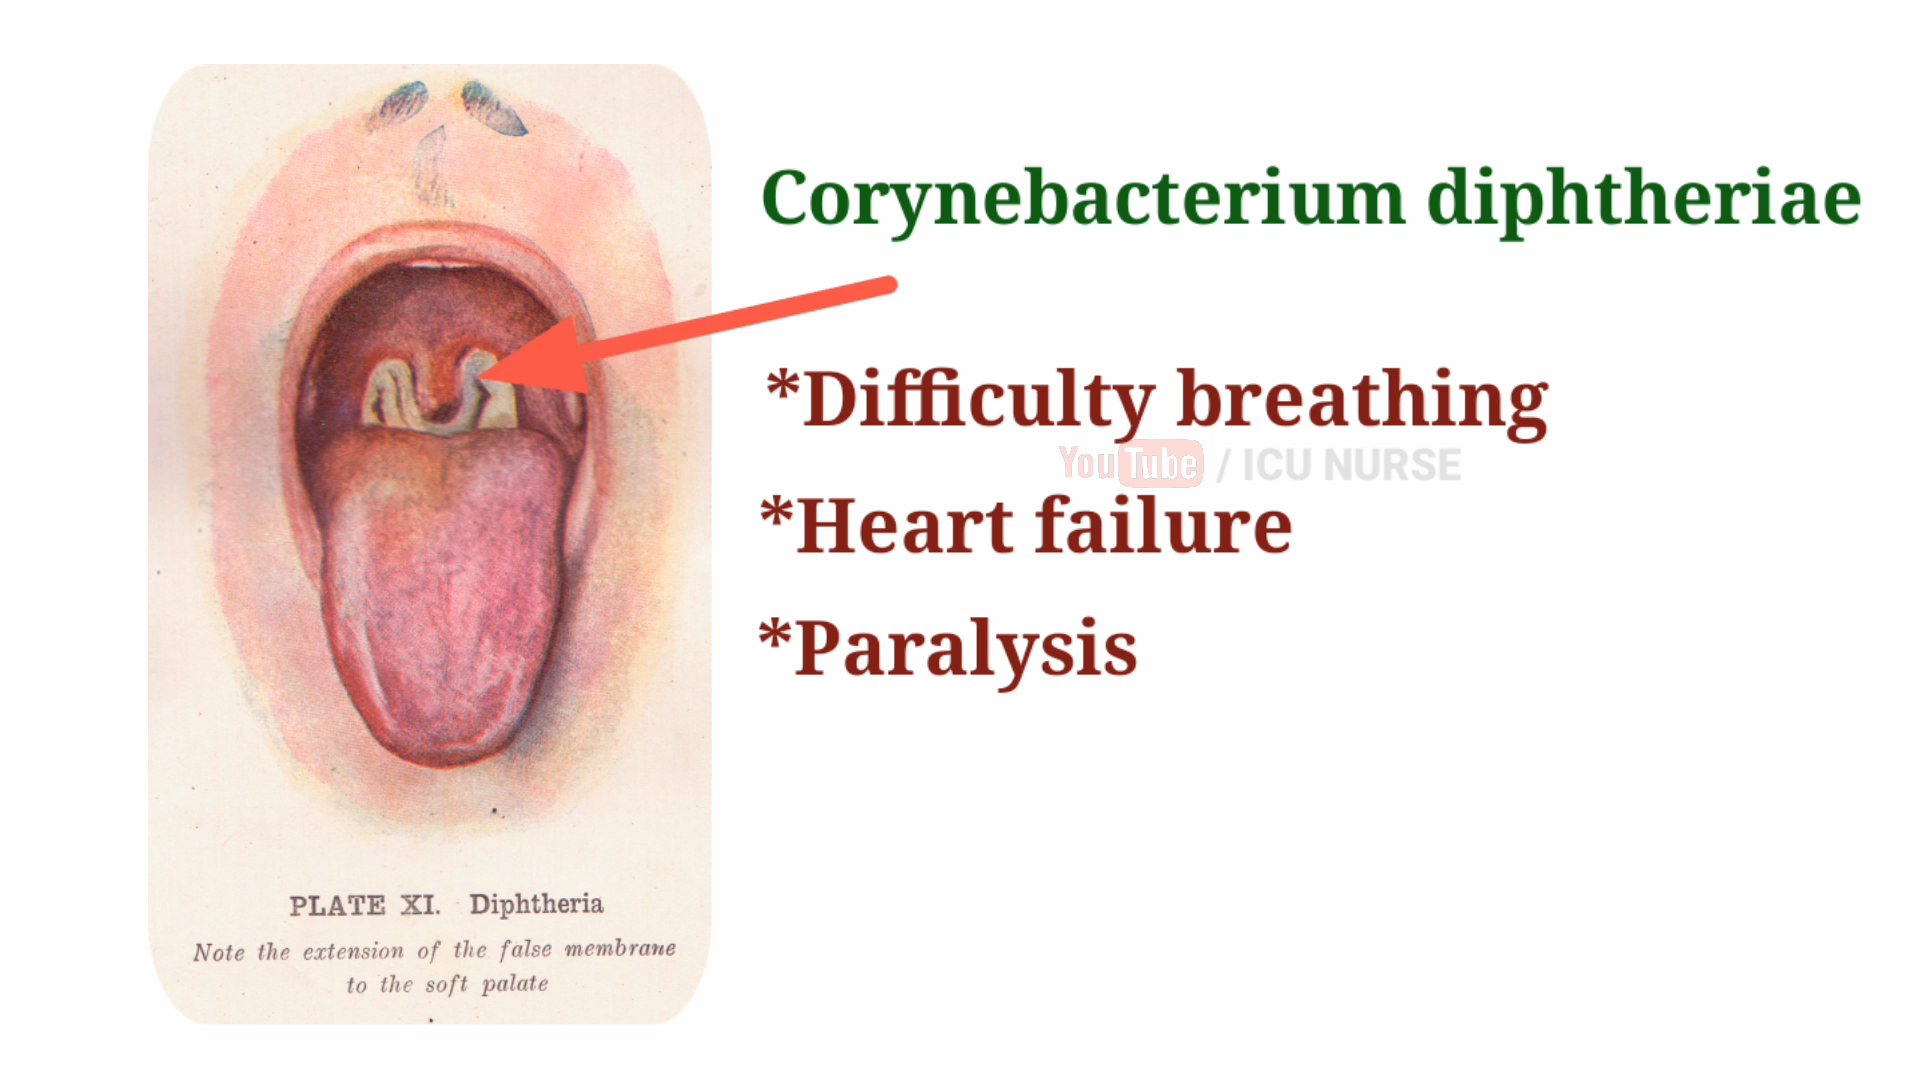 Corynebacterium diphtheriae
*Difficulty breathing
YouTube / ICU NURSE
*Heart failure
*Paralysis
PLATE XI. Diphtheria
Note the extension of the false membrane
to the soft palate